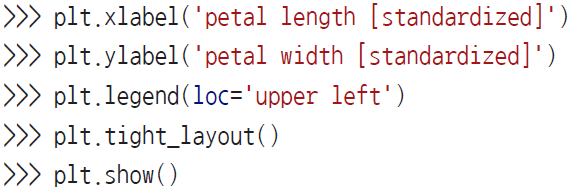 >>> plt.xlabel('petal length [standardized]')
>>> plt.ylabel('petal width [standardized]')
>>> plt.legend(loc='upper left')
>>> plt.tight_layout()
>>> plt.show()